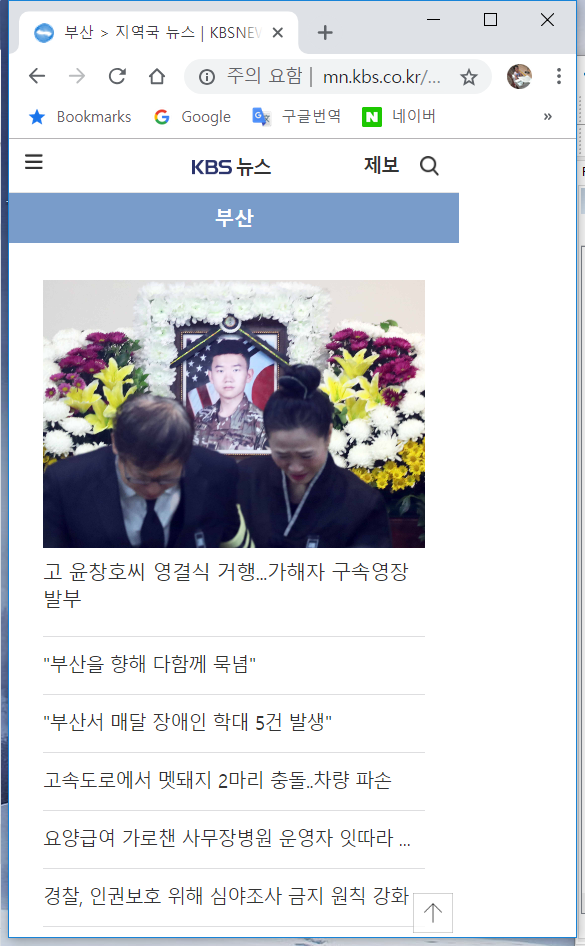 부산 > 지역국 뉴스 | KBSNEW
주의 요함 | mn.kbs.co.kr/...
Bookmarks Google 구글번역 네이버 »
KBS 뉴스 제보
부산
고 윤창호씨 영결식 거행...가해자 구속영장
발부
"부산을 향해 다함께 묵념"
"부산서 매달 장애인 학대 5건 발생"
고속도로에서 멧돼지 2마리 충돌..차량 파손
요양급여 가로챈 사무장병원 운영자 잇따라 ...
경찰, 인권보호 위해 심야조사 금지 원칙 강화